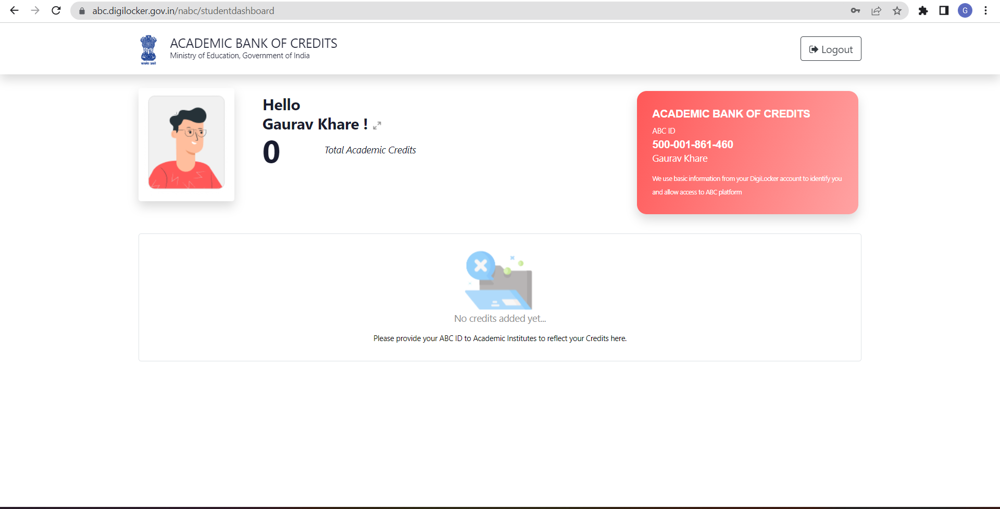 abc.digilocker.gov.in/nabc/studentdashboard
G
ACADEMIC BANK OF CREDITS
Ministry of Education, Government of India
सत्यमेव जयते
Logout
Hello
Gaurav Khare !
0 Total Academic Credits
ACADEMIC BANK OF CREDITS
ABC ID
500-001-861-460
Gaurav Khare
We use basic information from your DigiLocker account to identify you
and allow access to ABC platform
No credits added yet...
Please provide your ABC ID to Academic Institutes to reflect your Credits here.